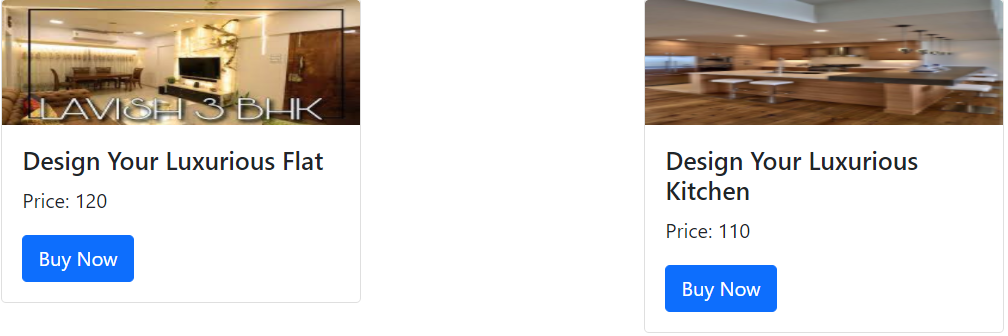 LAVISH 3 BHK
Design Your Luxurious Flat
Price: 120
Buy Now
Design Your Luxurious
Kitchen
Price: 110
Buy Now